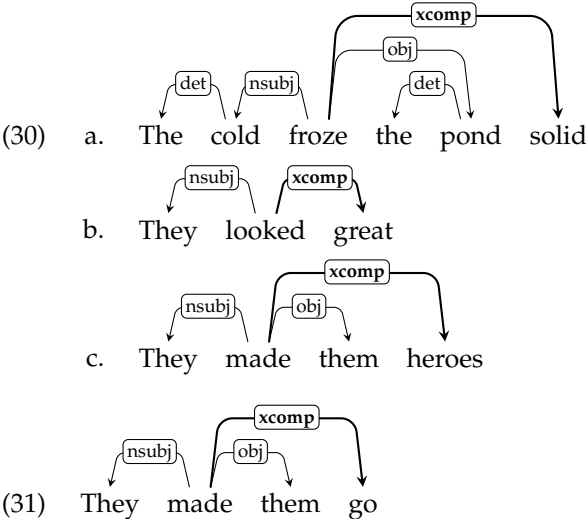 xcomp
obj
det nsubj det
(30) a. The cold froze the pond solid
nsubj xcomp
b. They looked great
xcomp
nsubj obj
c. They made them heroes
xcomp
nsubj obj
(31) They made them go